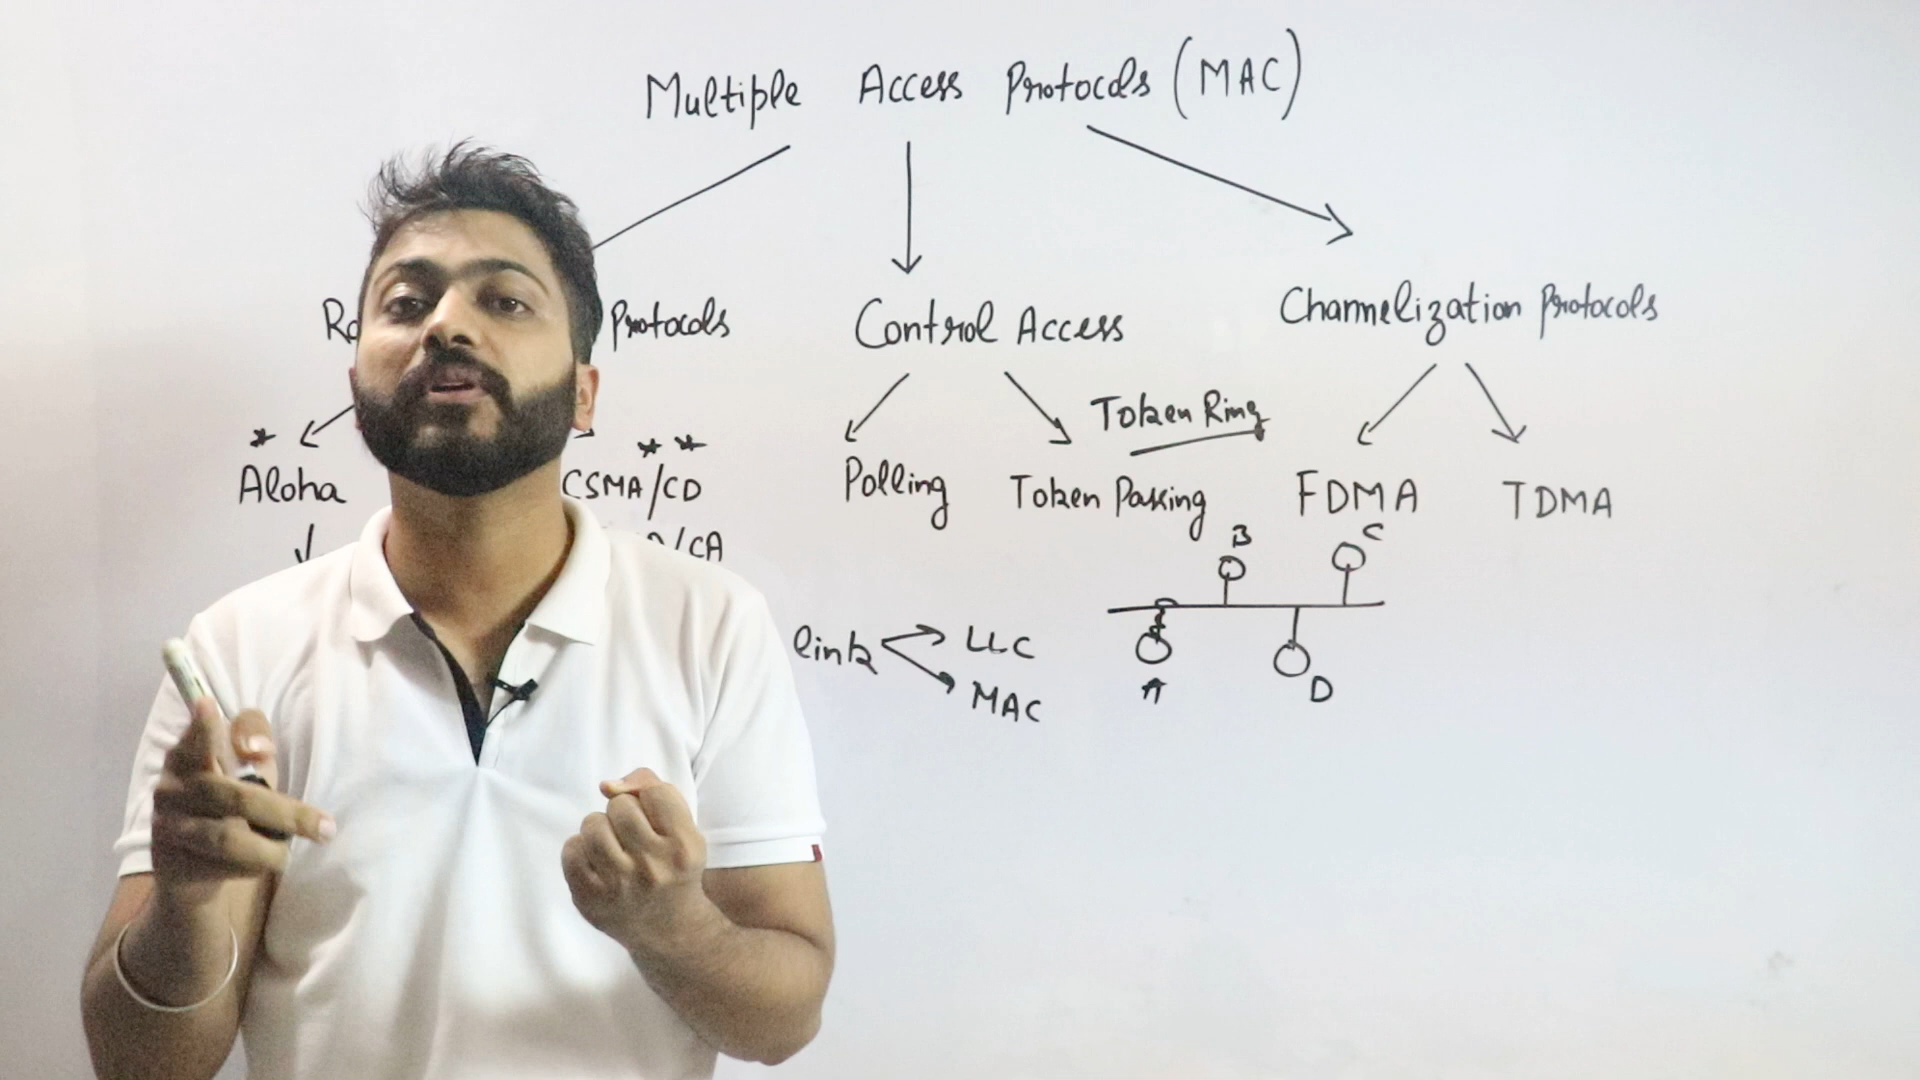 Multiple Access Protocols (MAC)
Protocols
Control Access
Channelization Protocols
Token Ring
* Aloha
** CSMA/CD
/CA
Polling
Token Passing
FDMA
TDMA
B
C
link
LLC
MAC
A
D